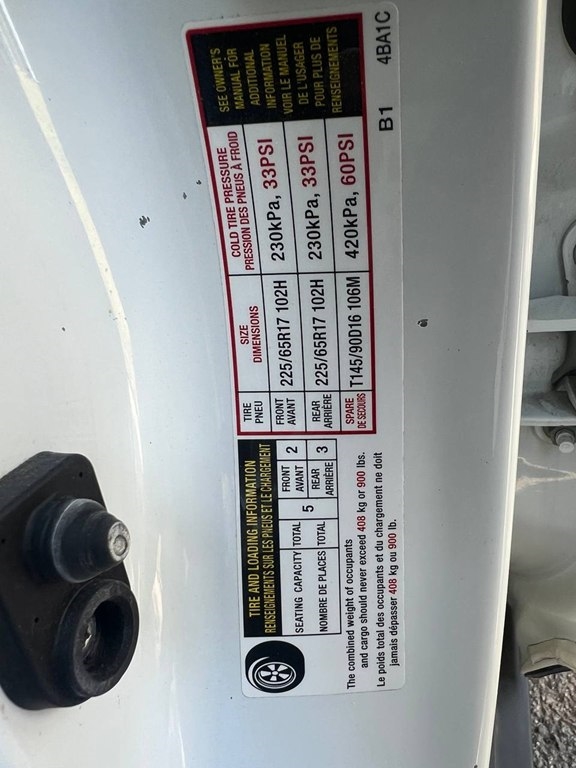 TIRE AND LOADING INFORMATION
RENSEIGNEMENTS SUR LES PNEUS ET LE CHARGEMENT
SEATING CAPACITY
NOMBRE DE PLACES
TOTAL
TOTAL
5
FRONT
AVANT
2
REAR
ARRIÈRE
3
The combined weight of occupants
and cargo should never exceed 408 kg or 900 lbs.
Le poids total des occupants et du chargement ne doit
jamais dépasser 408 kg ou 900 lb.
TIRE
PNEU
SIZE
DIMENSIONS
COLD TIRE PRESSURE
PRESSION DES PNEUS À FROID
FRONT
AVANT
225/65R17 102H
230kPa, 33PSI
REAR
ARRIÈRE
225/65R17 102H
230kPa, 33PSI
SPARE
DE SECOURS
T145/90D16 106M
420kPa, 60PSI
SEE OWNER'S
MANUAL FOR
ADDITIONAL
INFORMATION
VOIR LE MANUEL
DE L'USAGER
POUR PLUS DE
RENSEIGNEMENTS
B1 4BA1C